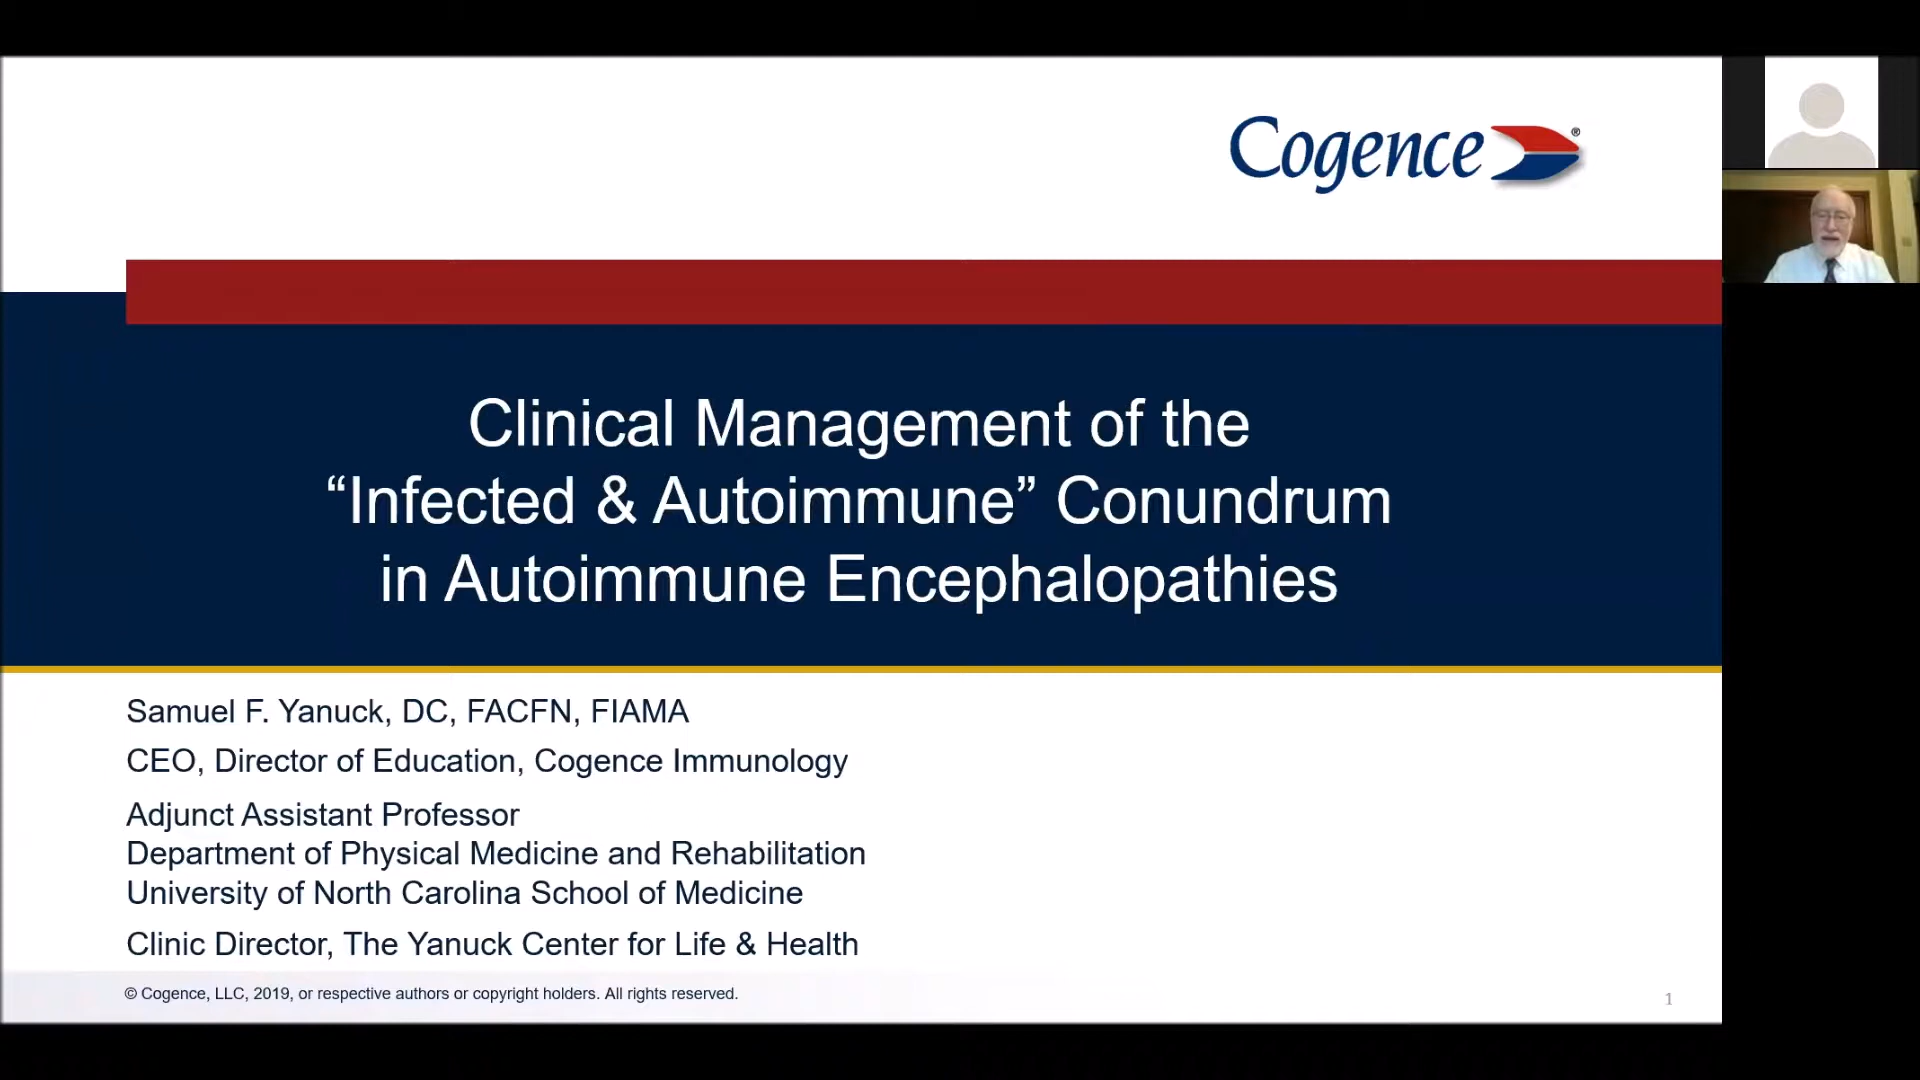 Cogence ®
Clinical Management of the
“Infected & Autoimmune” Conundrum
in Autoimmune Encephalopathies
Samuel F. Yanuck, DC, FACFN, FIAMA
CEO, Director of Education, Cogence Immunology
Adjunct Assistant Professor
Department of Physical Medicine and Rehabilitation
University of North Carolina School of Medicine
Clinic Director, The Yanuck Center for Life & Health
© Cogence, LLC, 2019, or respective authors or copyright holders. All rights reserved.
1